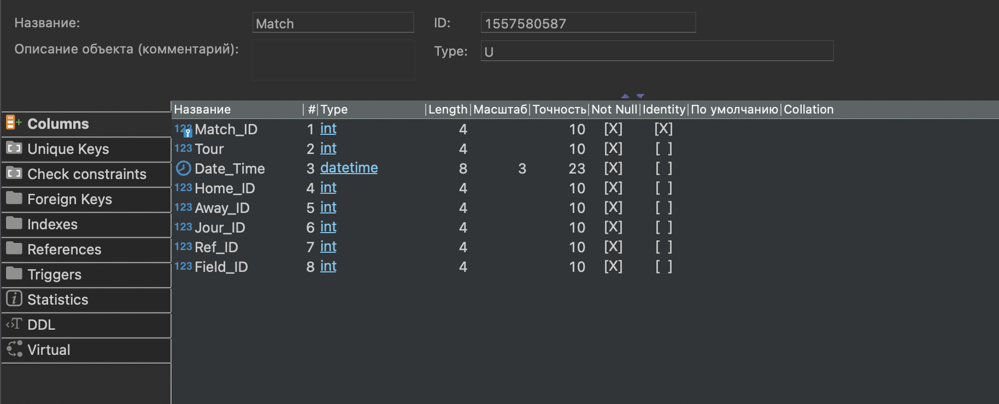 Название: Match ID: 1557580587
Описание объекта (комментарий): Type: U
Название # Type Length Масштаб Точность Not Null Identity По умолчанию Collation
Columns
Unique Keys
Check constraints
Foreign Keys
Indexes
References
Triggers
Statistics
DDL
Virtual
123 Match_ID 1 int 4 10 [X] [X]
123 Tour 2 int 4 10 [X] [ ]
Date_Time 3 datetime 8 3 23 [X] [ ]
123 Home_ID 4 int 4 10 [X] [ ]
123 Away_ID 5 int 4 10 [X] [ ]
123 Jour_ID 6 int 4 10 [X] [ ]
123 Ref_ID 7 int 4 10 [X] [ ]
123 Field_ID 8 int 4 10 [X] [ ]